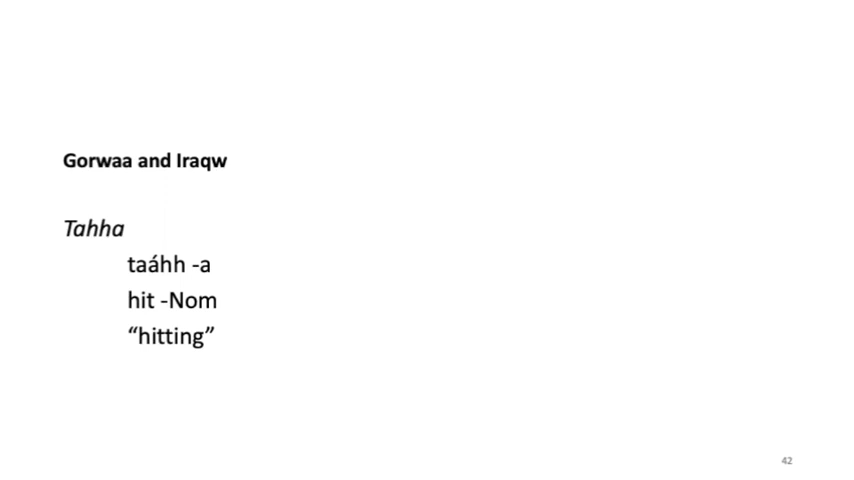 Gorwaa and Iraqw
Tahha
taáhh -a
hit -Nom
“hitting”
42